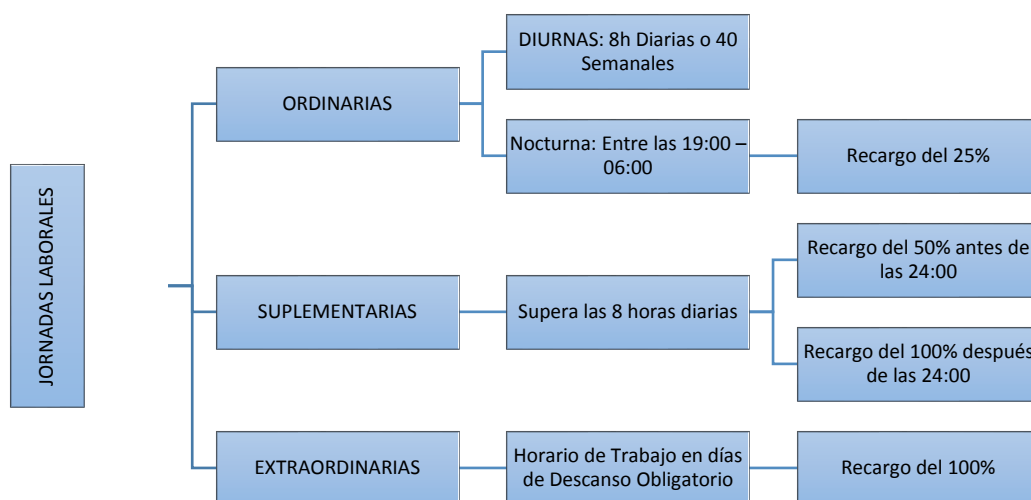 JORNADAS LABORALES
ORDINARIAS
DIURNAS: 8h Diarias o 40
Semanales
Nocturna: Entre las 19:00 –
06:00
Recargo del 25%
SUPLEMENTARIAS
Supera las 8 horas diarias
Recargo del 50% antes de
las 24:00
Recargo del 100% después
de las 24:00
EXTRAORDINARIAS
Horario de Trabajo en días
de Descanso Obligatorio
Recargo del 100%